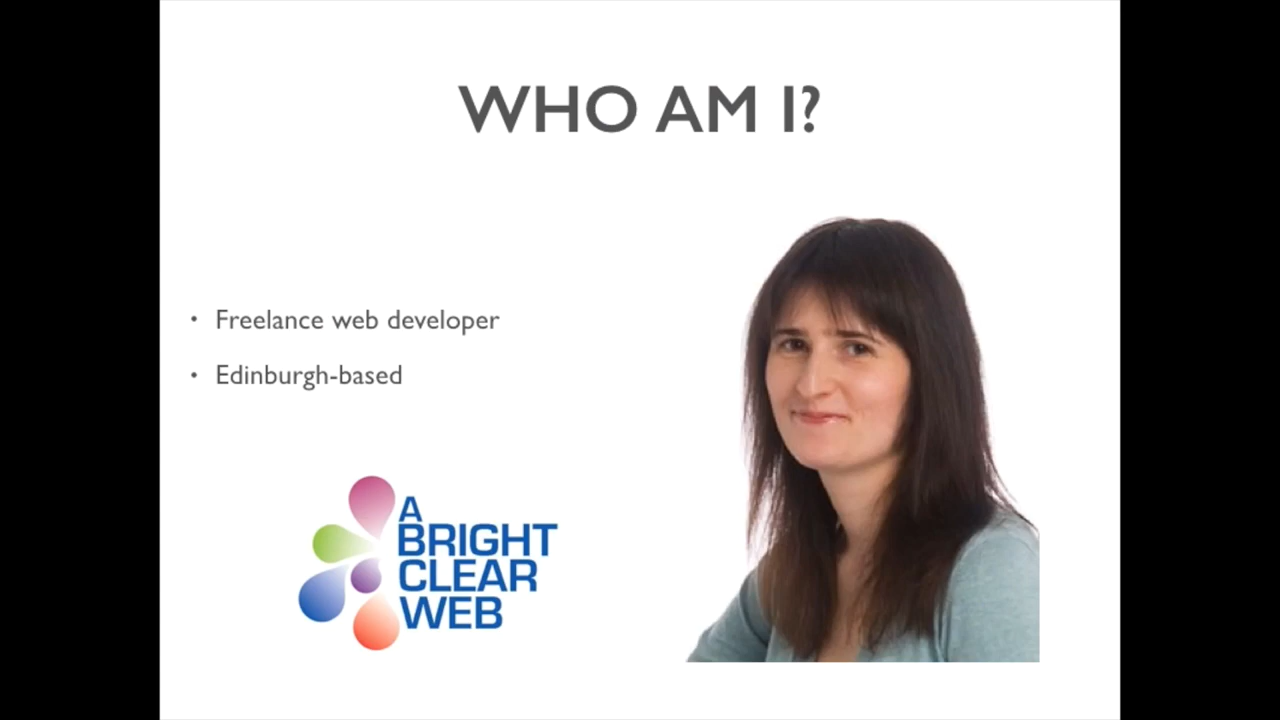 WHO AM I?
• Freelance web developer
• Edinburgh-based
A
BRIGHT
CLEAR
WEB